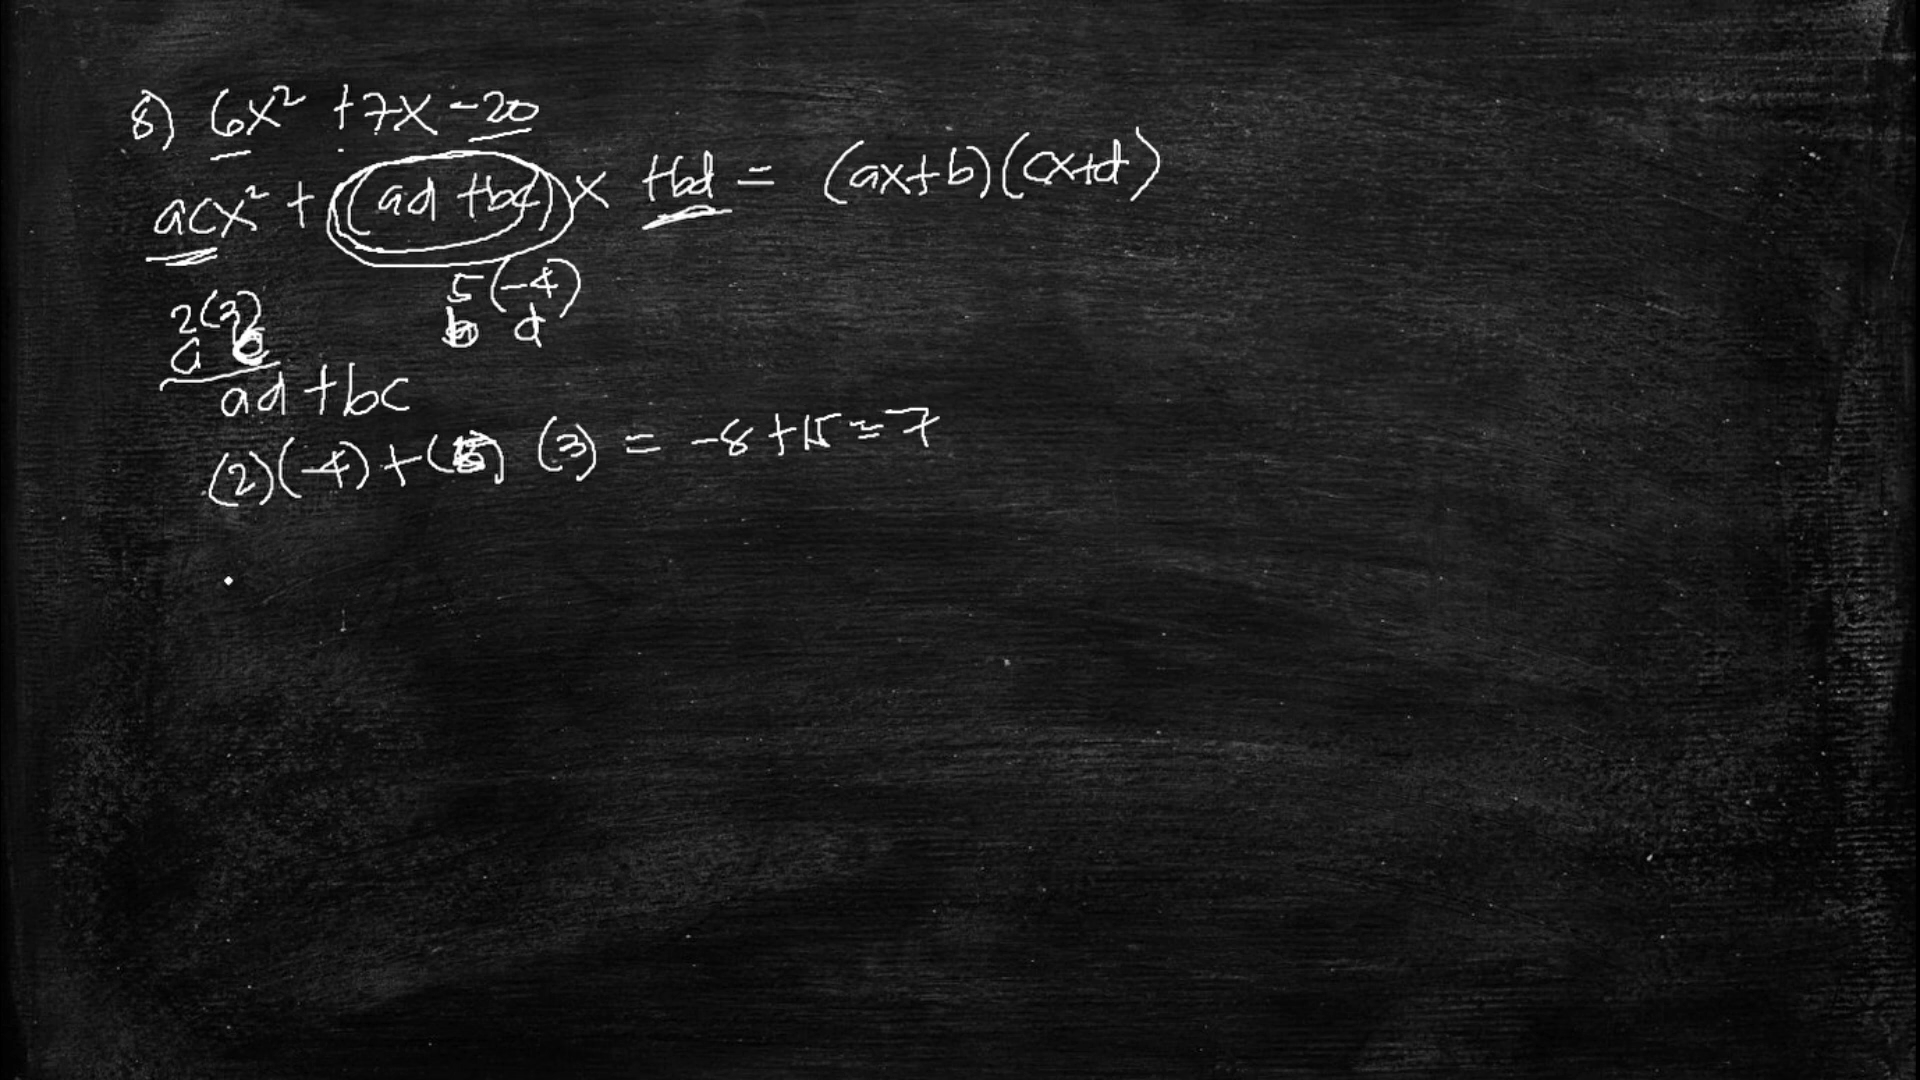 8) 6x² +7x -20
acx² + (ad +bc)x +bd = (ax+b)(cx+d)
2(3) 5(-4)
a c b d
ad +bc
(2)(-4)+(5)(3) = -8+15=7